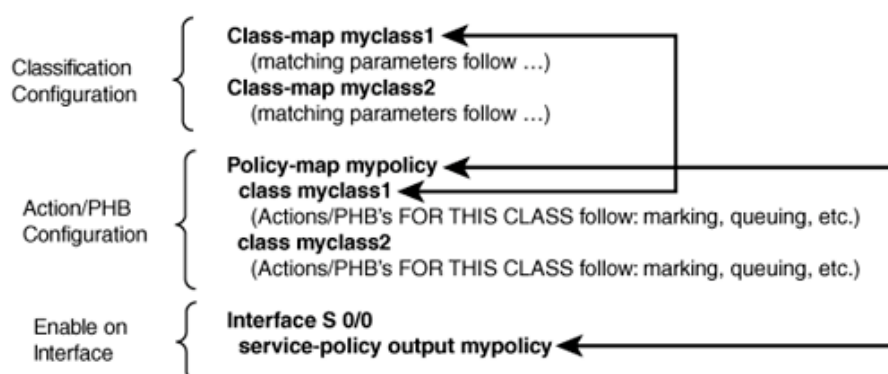 Classification
Configuration
Class-map myclass1
(matching parameters follow …)
Class-map myclass2
(matching parameters follow …)
Action/PHB
Configuration
Policy-map mypolicy
class myclass1
(Actions/PHB's FOR THIS CLASS follow: marking, queuing, etc.)
class myclass2
(Actions/PHB's FOR THIS CLASS follow: marking, queuing, etc.)
Enable on
Interface
Interface S 0/0
service-policy output mypolicy